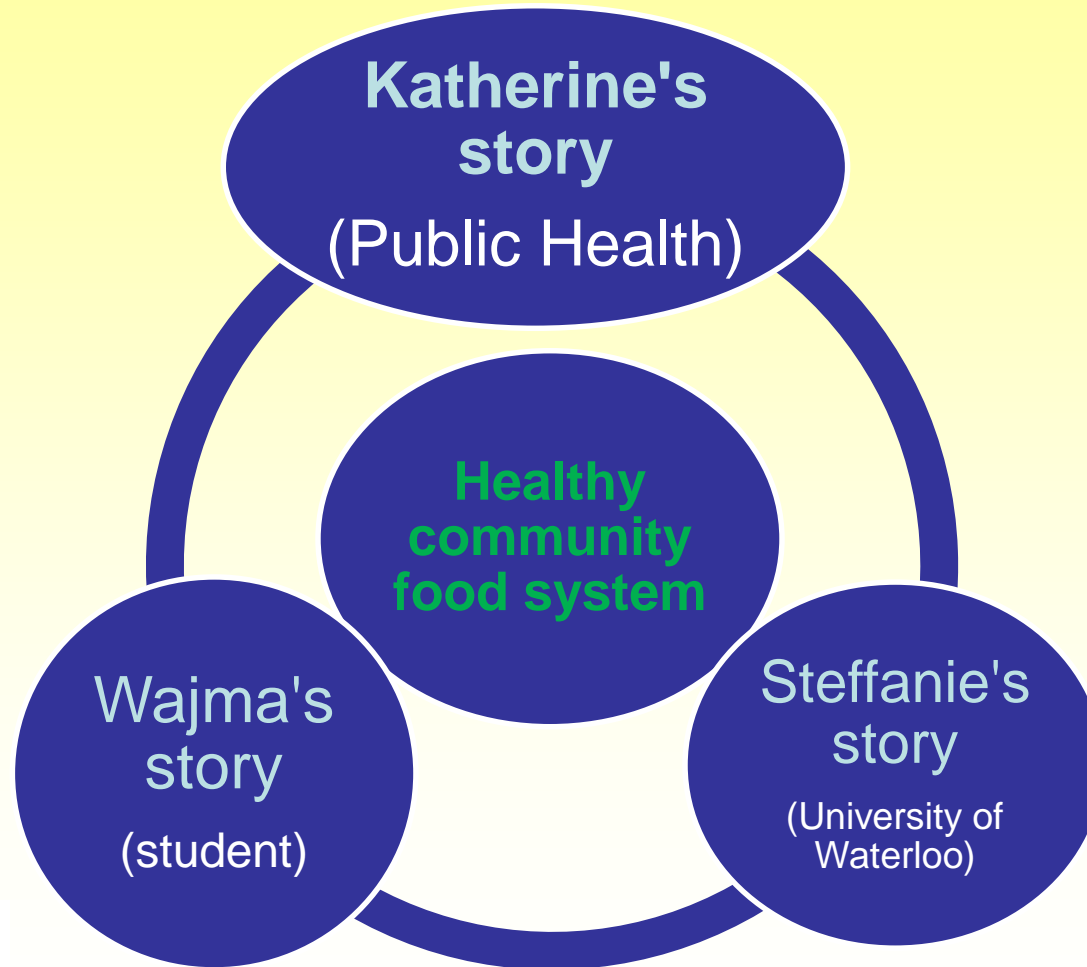 Katherine's
story
(Public Health)
Healthy
community
food system
Wajma's
story
(student)
Steffanie's
story
(University of
Waterloo)